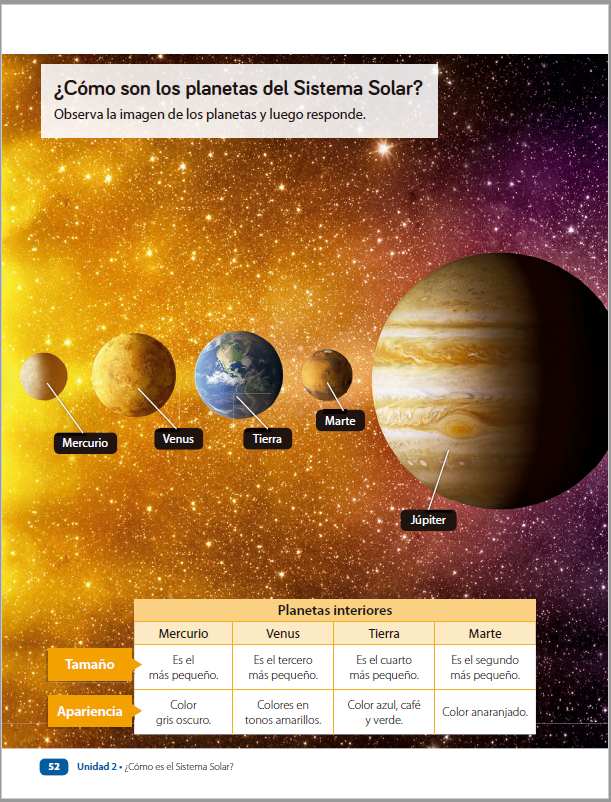 ¿Cómo son los planetas del Sistema Solar?
Observa la imagen de los planetas y luego responde.
Mercurio
Venus
Tierra
Marte
Júpiter
Planetas interiores
Mercurio Venus Tierra Marte
Tamaño
Es el
más pequeño.
Es el tercero
más pequeño.
Es el cuarto
más pequeño.
Es el segundo
más pequeño.
Apariencia
Color
gris oscuro.
Colores en
tonos amarillos.
Color azul, café
y verde.
Color anaranjado.
52 Unidad 2 • ¿Cómo es el Sistema Solar?